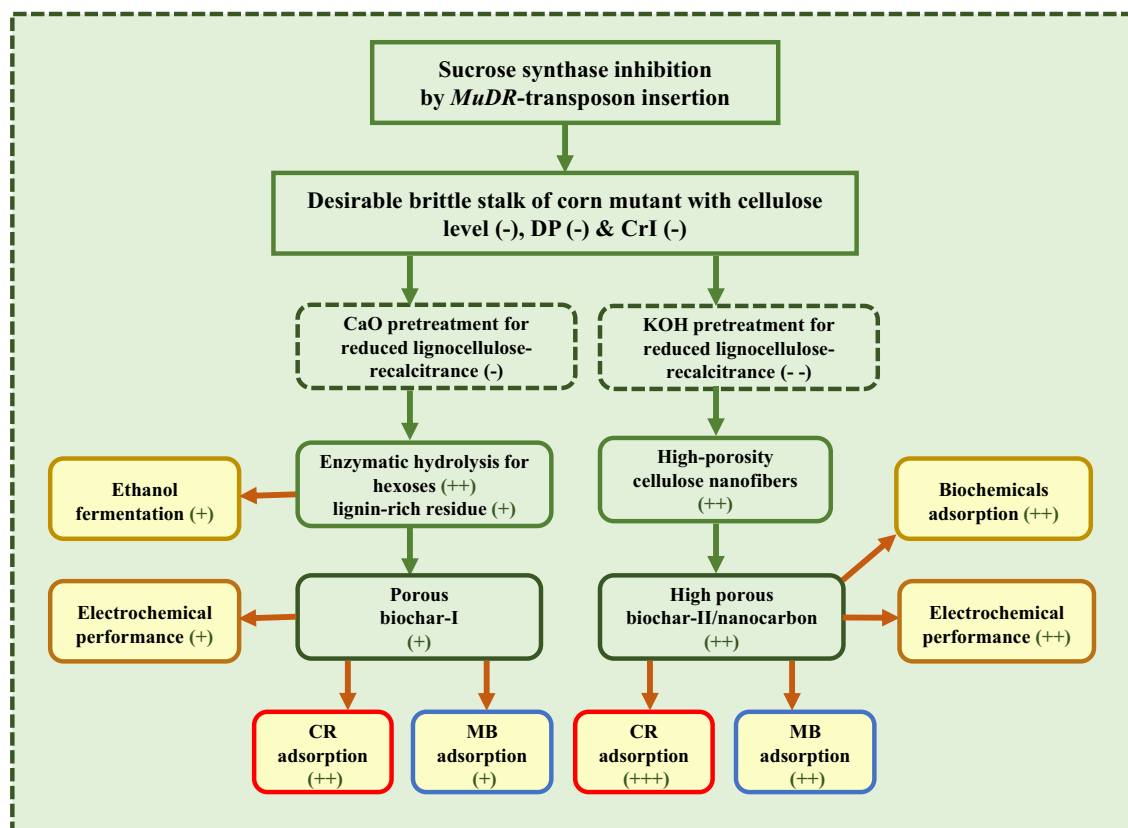 Sucrose synthase inhibition
by MuDR-transposon insertion
Desirable brittle stalk of corn mutant with cellulose
level (-), DP (-) & CrI (-)
CaO pretreatment for
reduced lignocellulose-
recalcitrance (-)
KOH pretreatment for
reduced lignocellulose-
recalcitrance (- -)
Ethanol
fermentation (+)
Enzymatic hydrolysis for
hexoses (++)
lignin-rich residue (+)
High-porosity
cellulose nanofibers
(++)
Biochemicals
adsorption (++)
Electrochemical
performance (+)
Porous
biochar-I
(+)
High porous
biochar-II/nanocarbon
(++)
Electrochemical
performance (++)
CR
adsorption
(++)
MB
adsorption
(+)
CR
adsorption
(+++)
MB
adsorption
(++)